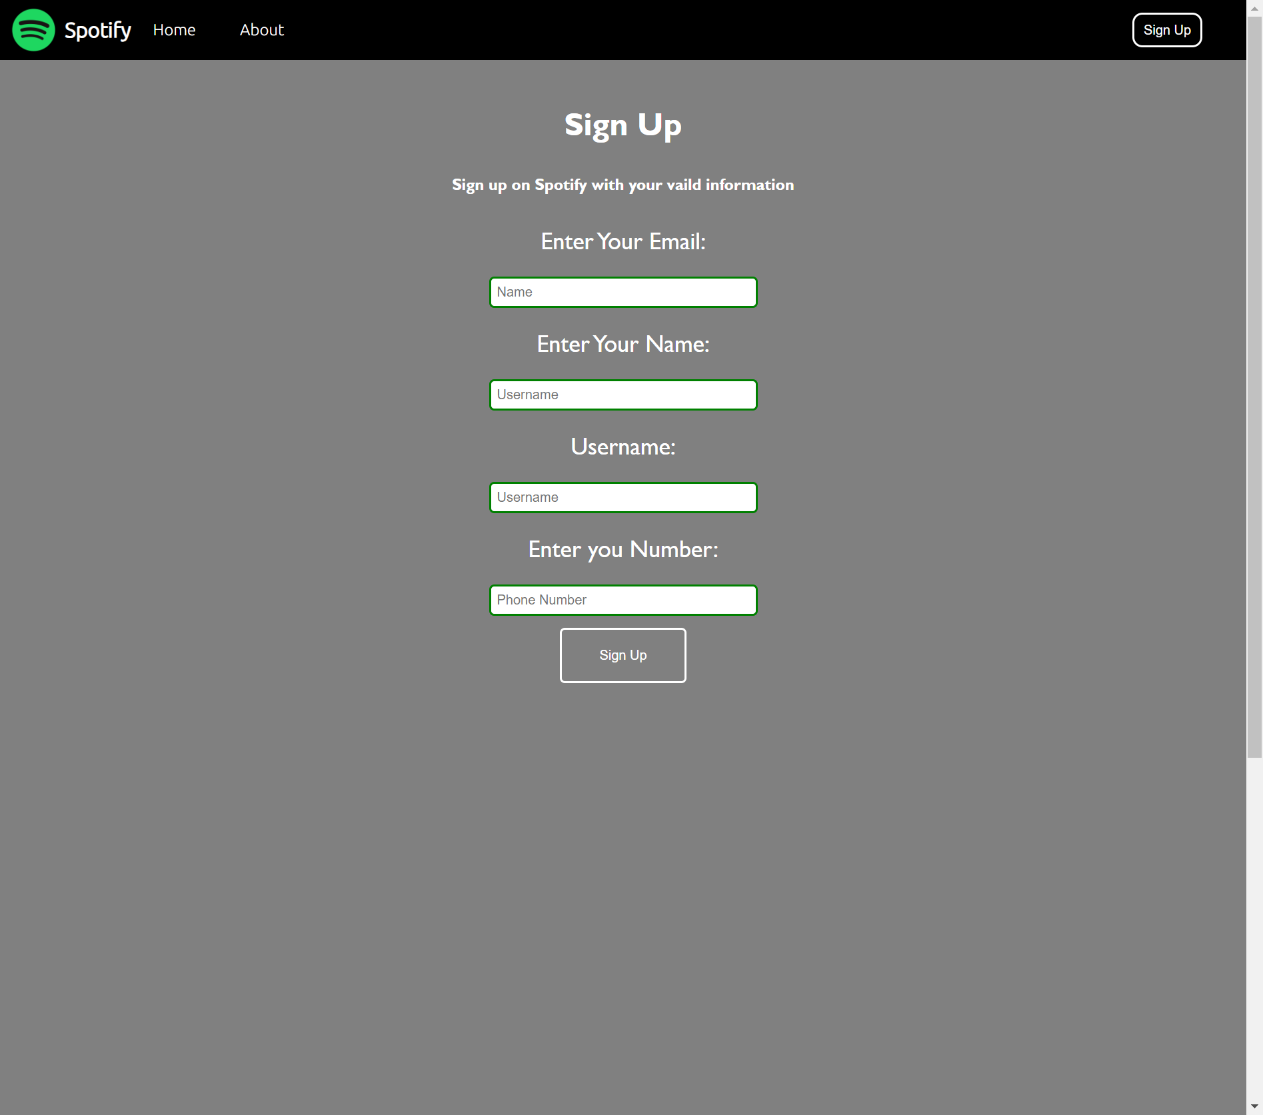 Spotify Home About Sign Up
Sign Up
Sign up on Spotify with your vaild information
Enter Your Email:
Name
Enter Your Name:
Username
Username:
Username
Enter you Number:
Phone Number
Sign Up